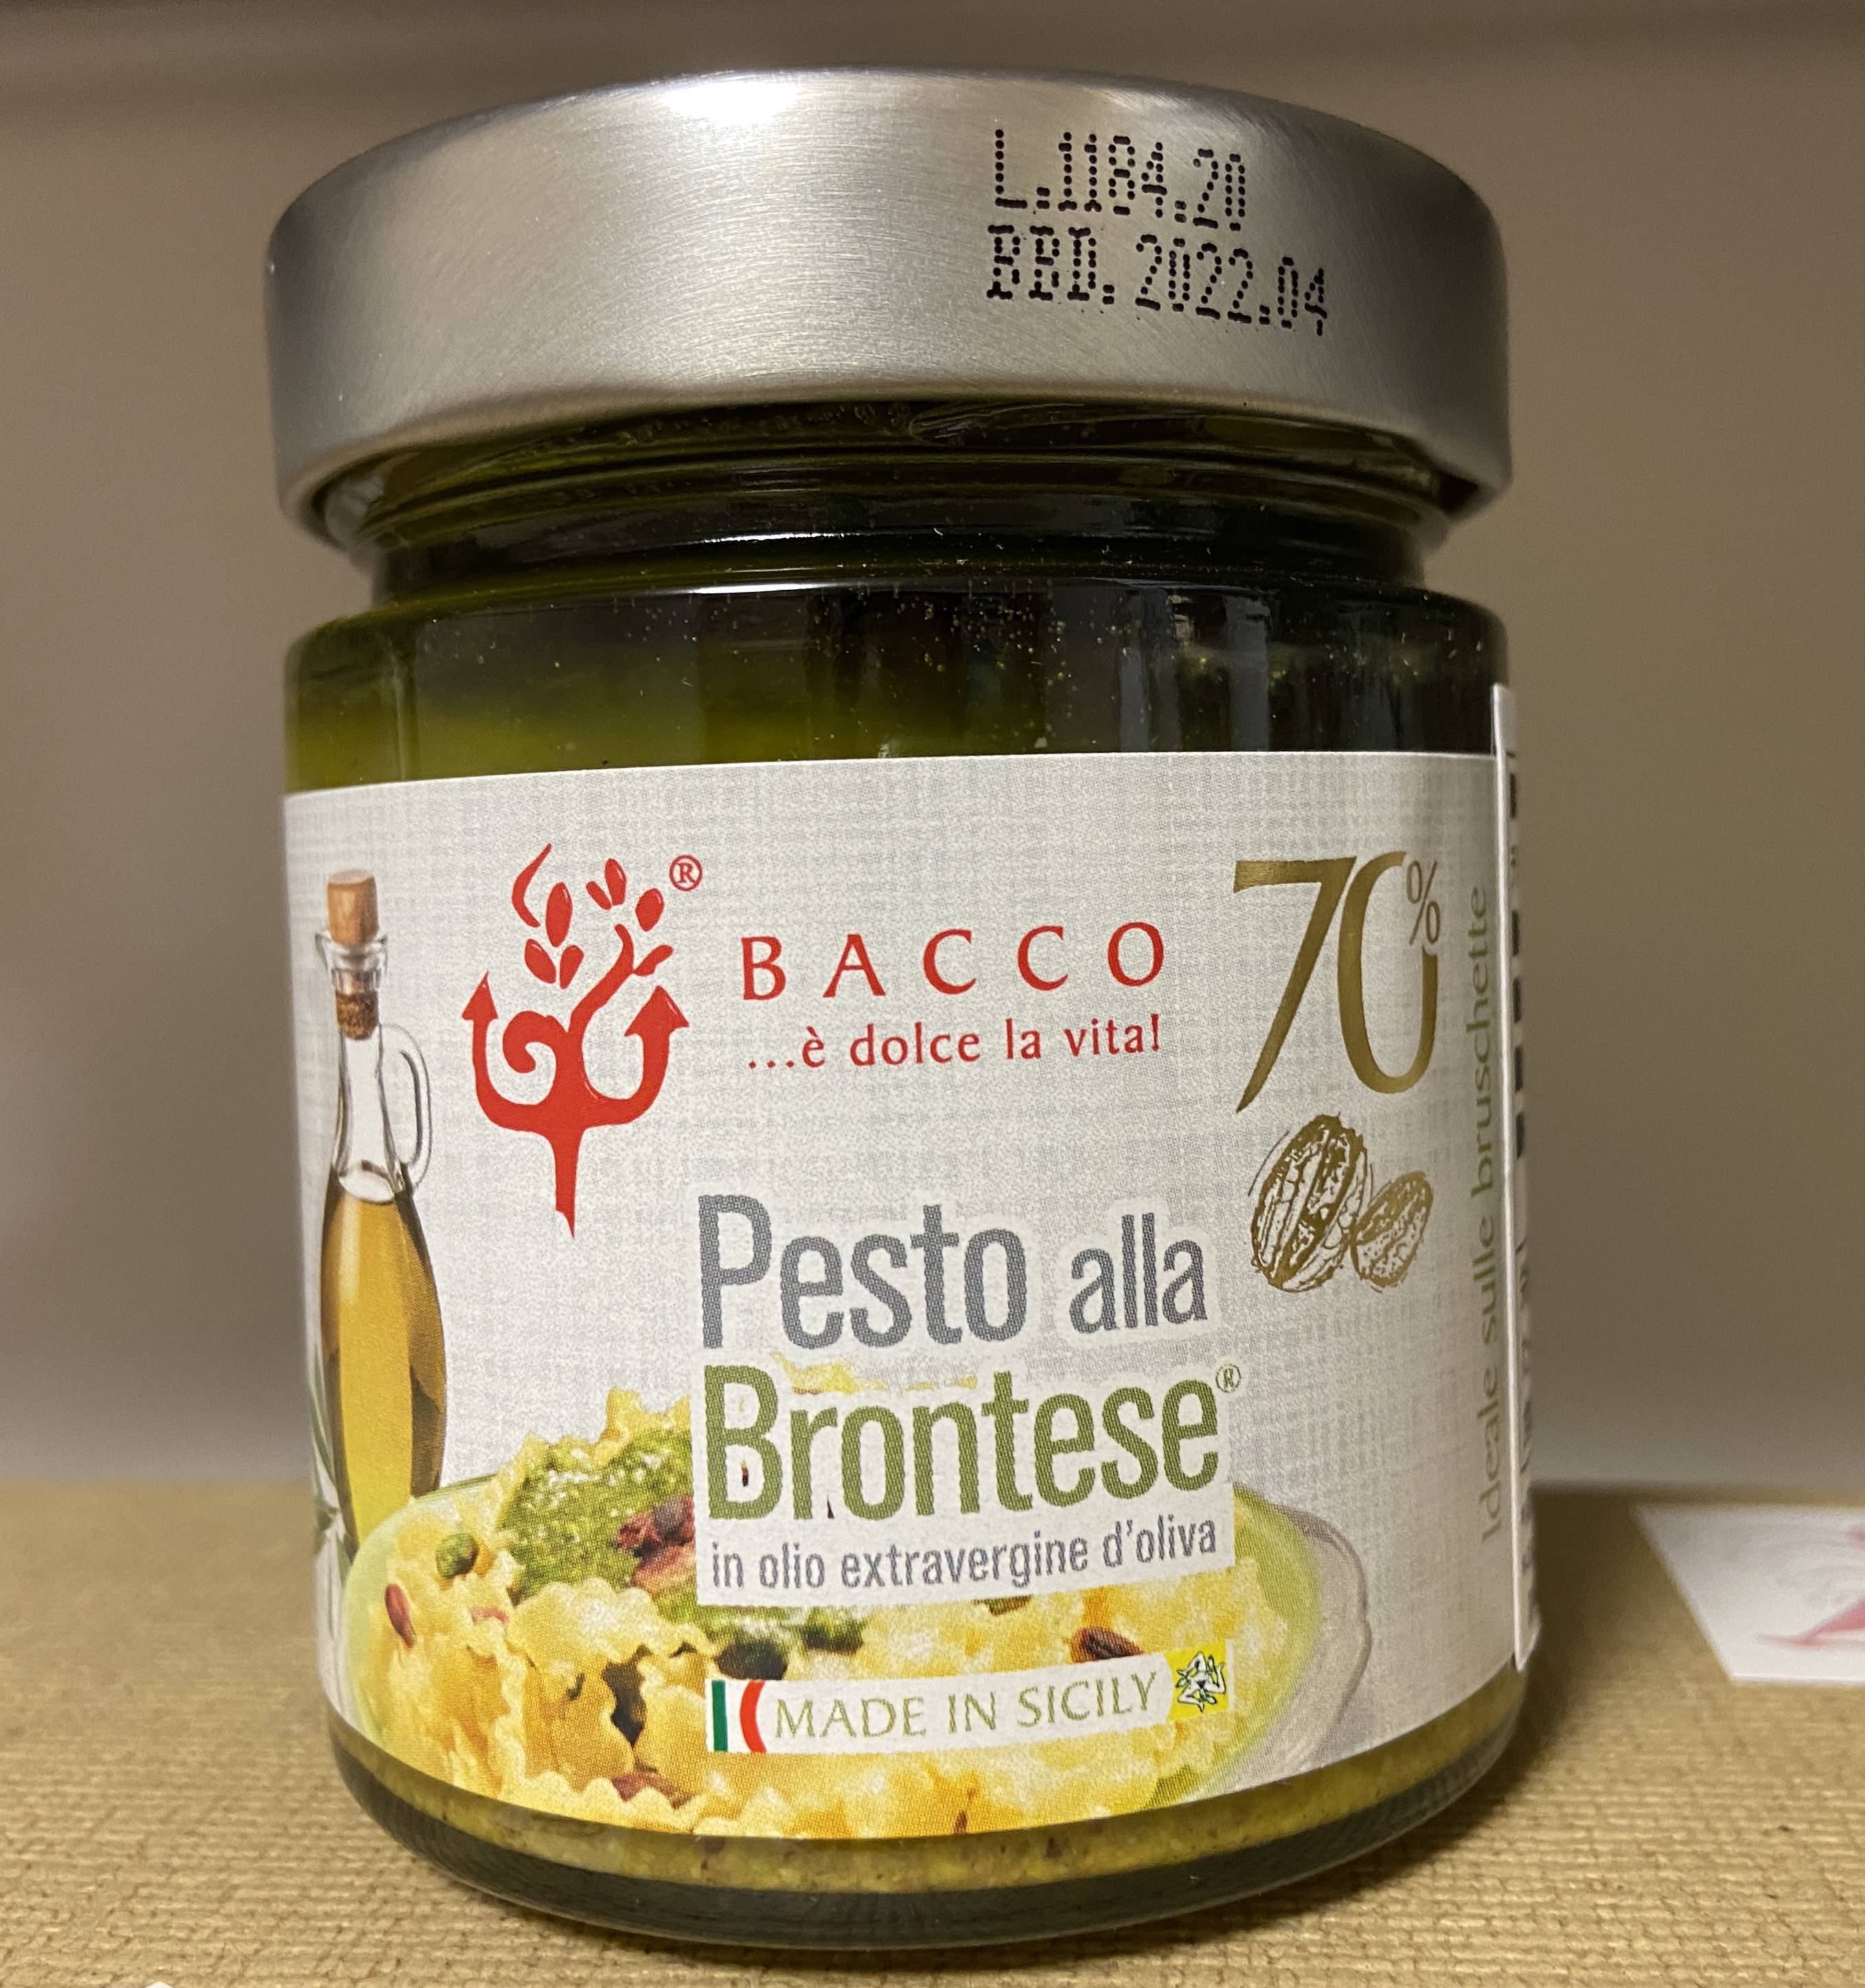 L.1184.20
BBD. 2022.04
®
BACCO
...è dolce la vita!
70%
Pesto alla
Brontese®
in olio extravergine d'oliva
MADE IN SICILY
Ideale sulle bruschette